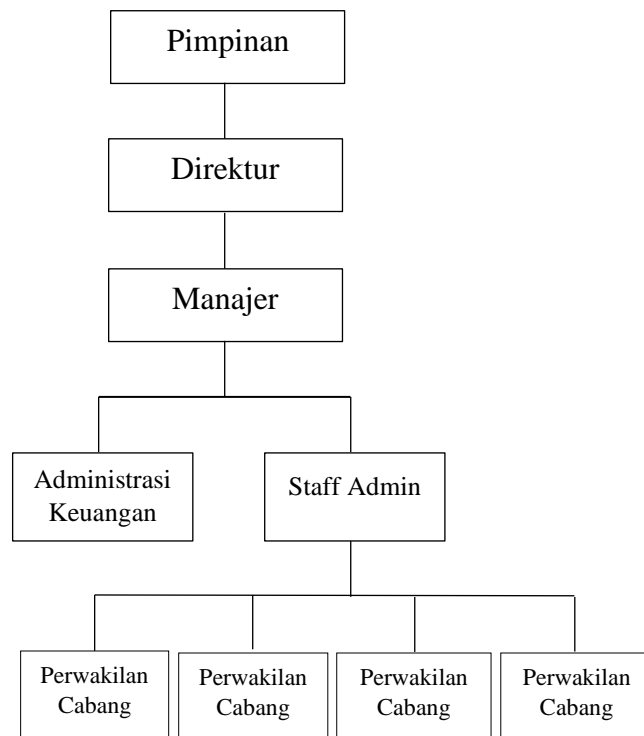 Pimpinan
Direktur
Manajer
Administrasi
Keuangan
Staff Admin
Perwakilan
Cabang
Perwakilan
Cabang
Perwakilan
Cabang
Perwakilan
Cabang